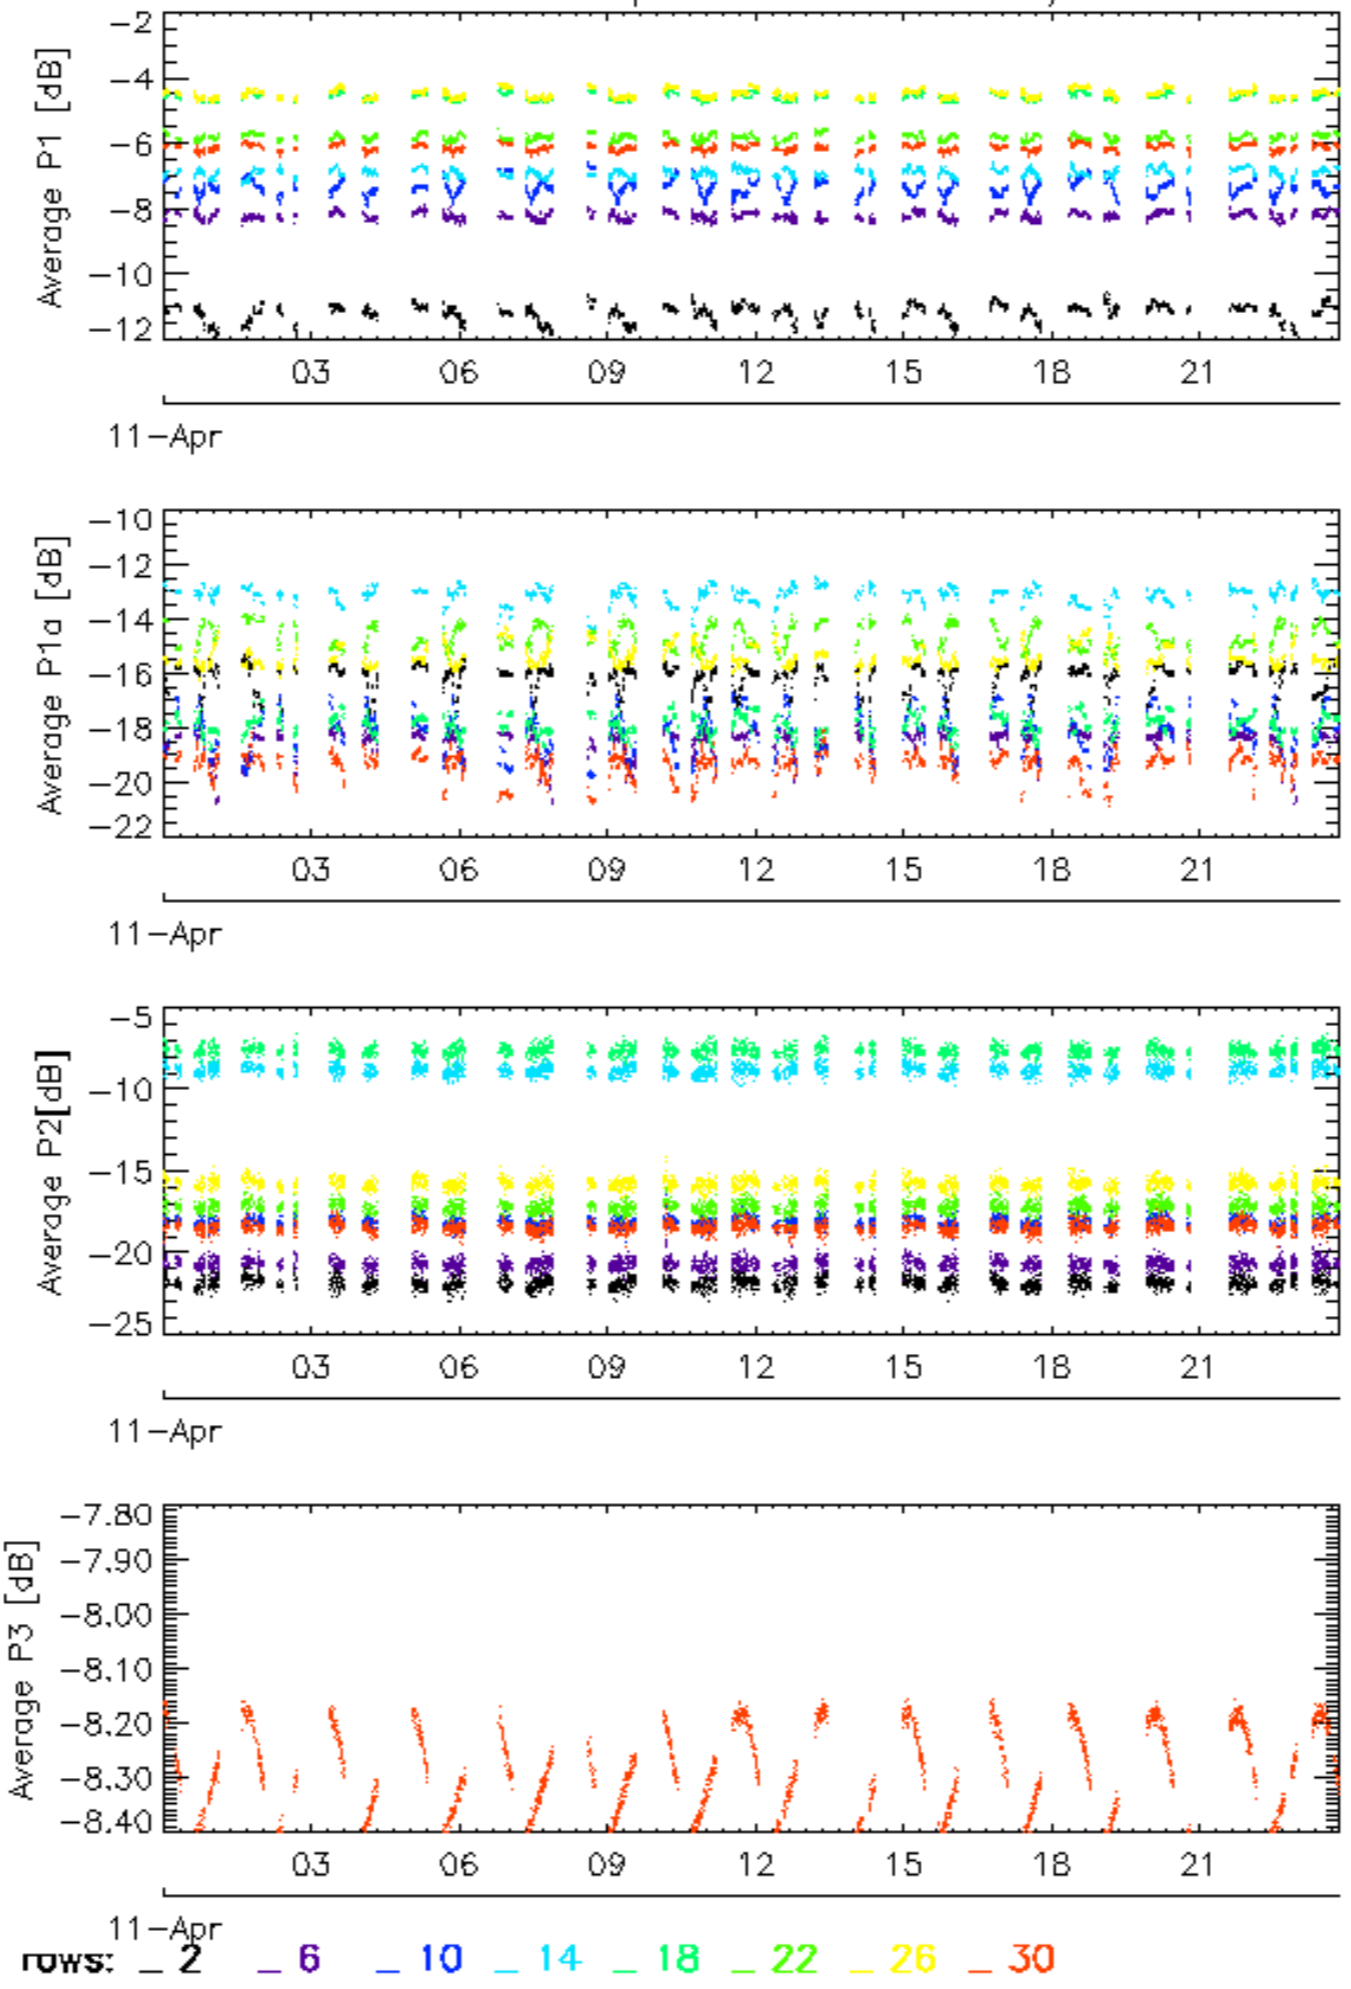 −2
−4
−6
−8
−10
−12
Average P1 [dB]
03 06 09 12 15 18 21
11−Apr
−10
−12
−14
−16
−18
−20
−22
Average P1a [dB]
03 06 09 12 15 18 21
11−Apr
−5
−10
−15
−20
−25
Average P2[dB]
03 06 09 12 15 18 21
11−Apr
−7.80
−7.90
−8.00
−8.10
−8.20
−8.30
−8.40
Average P3 [dB]
03 06 09 12 15 18 21
11−Apr
rows: _ 2 _ 6 _ 10 _ 14 _ 18 _ 22 _ 26 _ 30